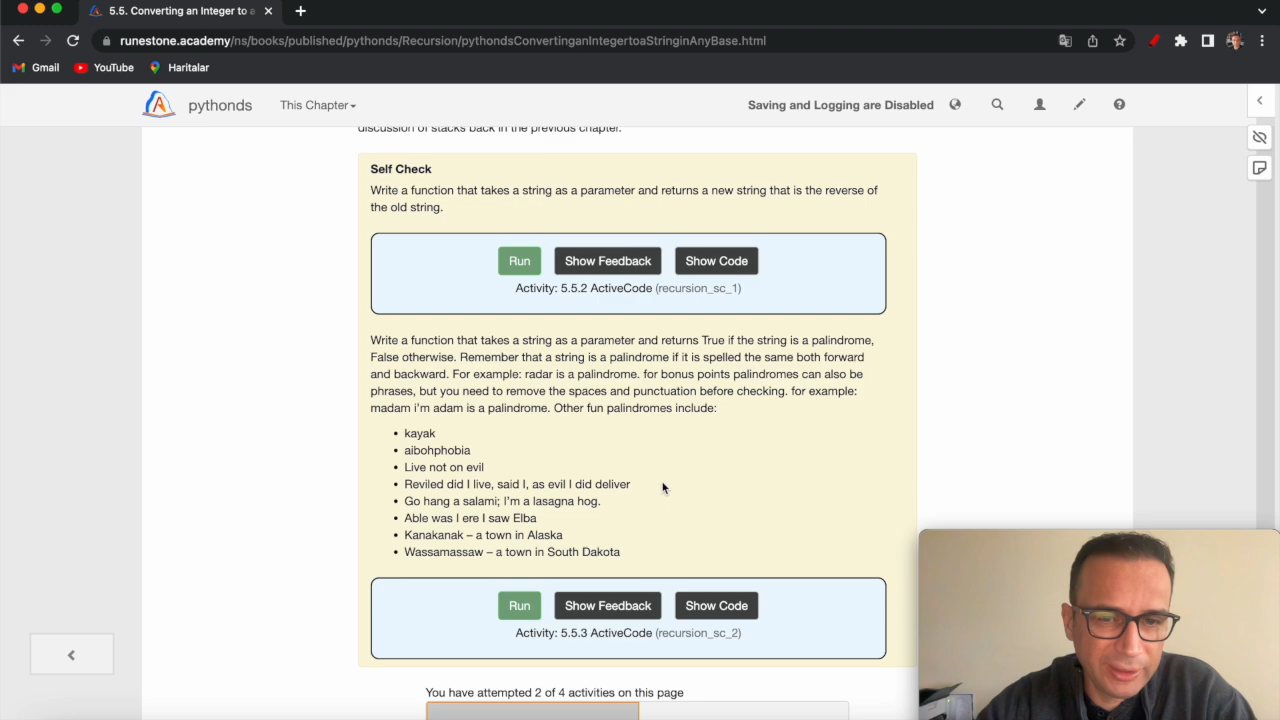 5.5. Converting an Integer to a
runestone.academy/ns/books/published/pythonds/Recursion/pythondsConvertinganIntegertoaStringinAnyBase.html
Gmail YouTube Haritalar
pythonds This Chapter Saving and Logging are Disabled
discussion of stacks back in the previous chapter.
Self Check
Write a function that takes a string as a parameter and returns a new string that is the reverse of
the old string.
Run Show Feedback Show Code
Activity: 5.5.2 ActiveCode (recursion_sc_1)
Write a function that takes a string as a parameter and returns True if the string is a palindrome,
False otherwise. Remember that a string is a palindrome if it is spelled the same both forward
and backward. For example: radar is a palindrome. for bonus points palindromes can also be
phrases, but you need to remove the spaces and punctuation before checking. for example:
madam i'm adam is a palindrome. Other fun palindromes include:
• kayak
• aibohphobia
• Live not on evil
• Reviled did I live, said I, as evil I did deliver
• Go hang a salami; I'm a lasagna hog.
• Able was I ere I saw Elba
• Kanakanak – a town in Alaska
• Wassamassaw – a town in South Dakota
Run Show Feedback Show Code
Activity: 5.5.3 ActiveCode (recursion_sc_2)
You have attempted 2 of 4 activities on this page